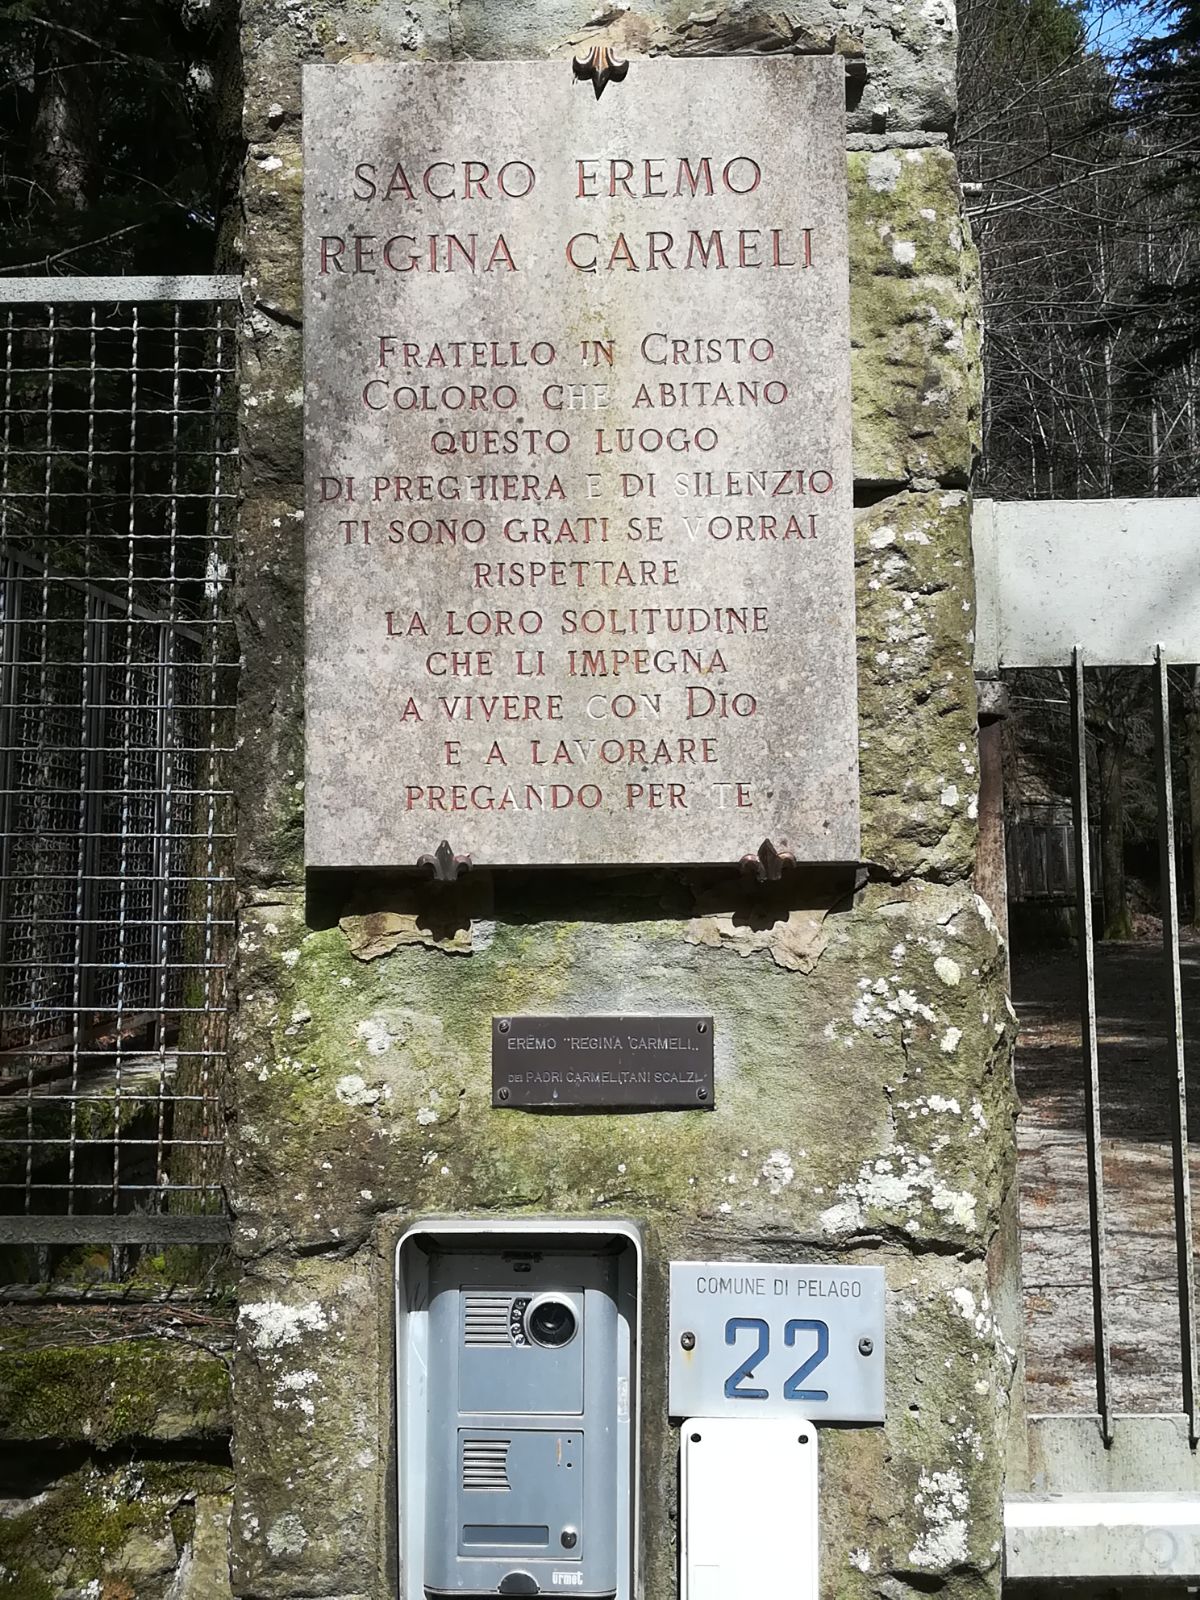 SACRO EREMO
REGINA CARMELI
FRATELLO IN CRISTO
COLORO CHE ABITANO
QUESTO LUOGO
DI PREGHIERA E DI SILENZIO
TI SONO GRATI SE VORRAI
RISPETTARE
LA LORO SOLITUDINE
CHE LI IMPEGNA
A VIVERE CON DIO
E A LAVORARE
PREGANDO PER TE
EREMO "REGINA CARMELI„
DEI PADRI CARMELITANI SCALZI
COMUNE DI PELAGO
22
urmet